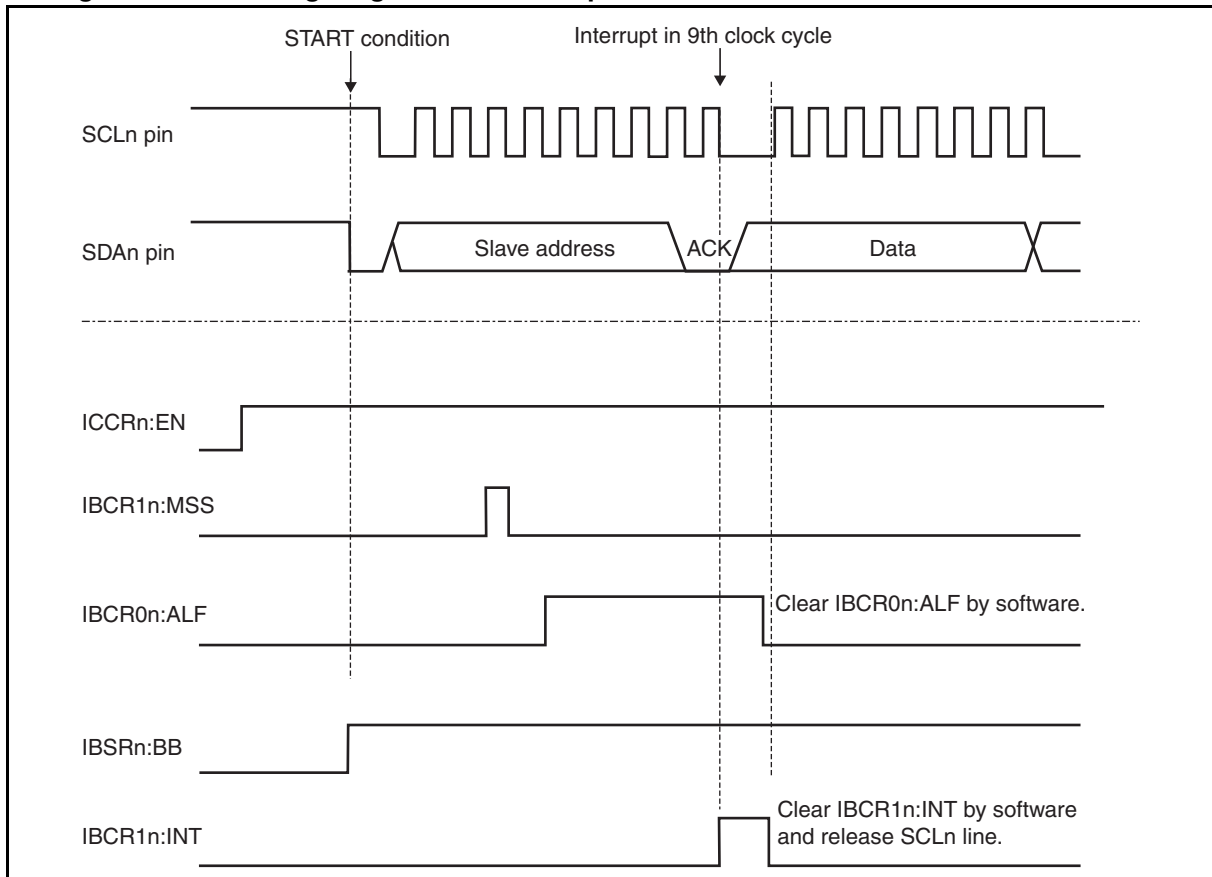 START condition
Interrupt in 9th clock cycle
SCLn pin
SDAn pin
Slave address
ACK
Data
ICCRn:EN
IBCR1n:MSS
IBCR0n:ALF
Clear IBCR0n:ALF by software.
IBSRn:BB
IBCR1n:INT
Clear IBCR1n:INT by software
and release SCLn line.